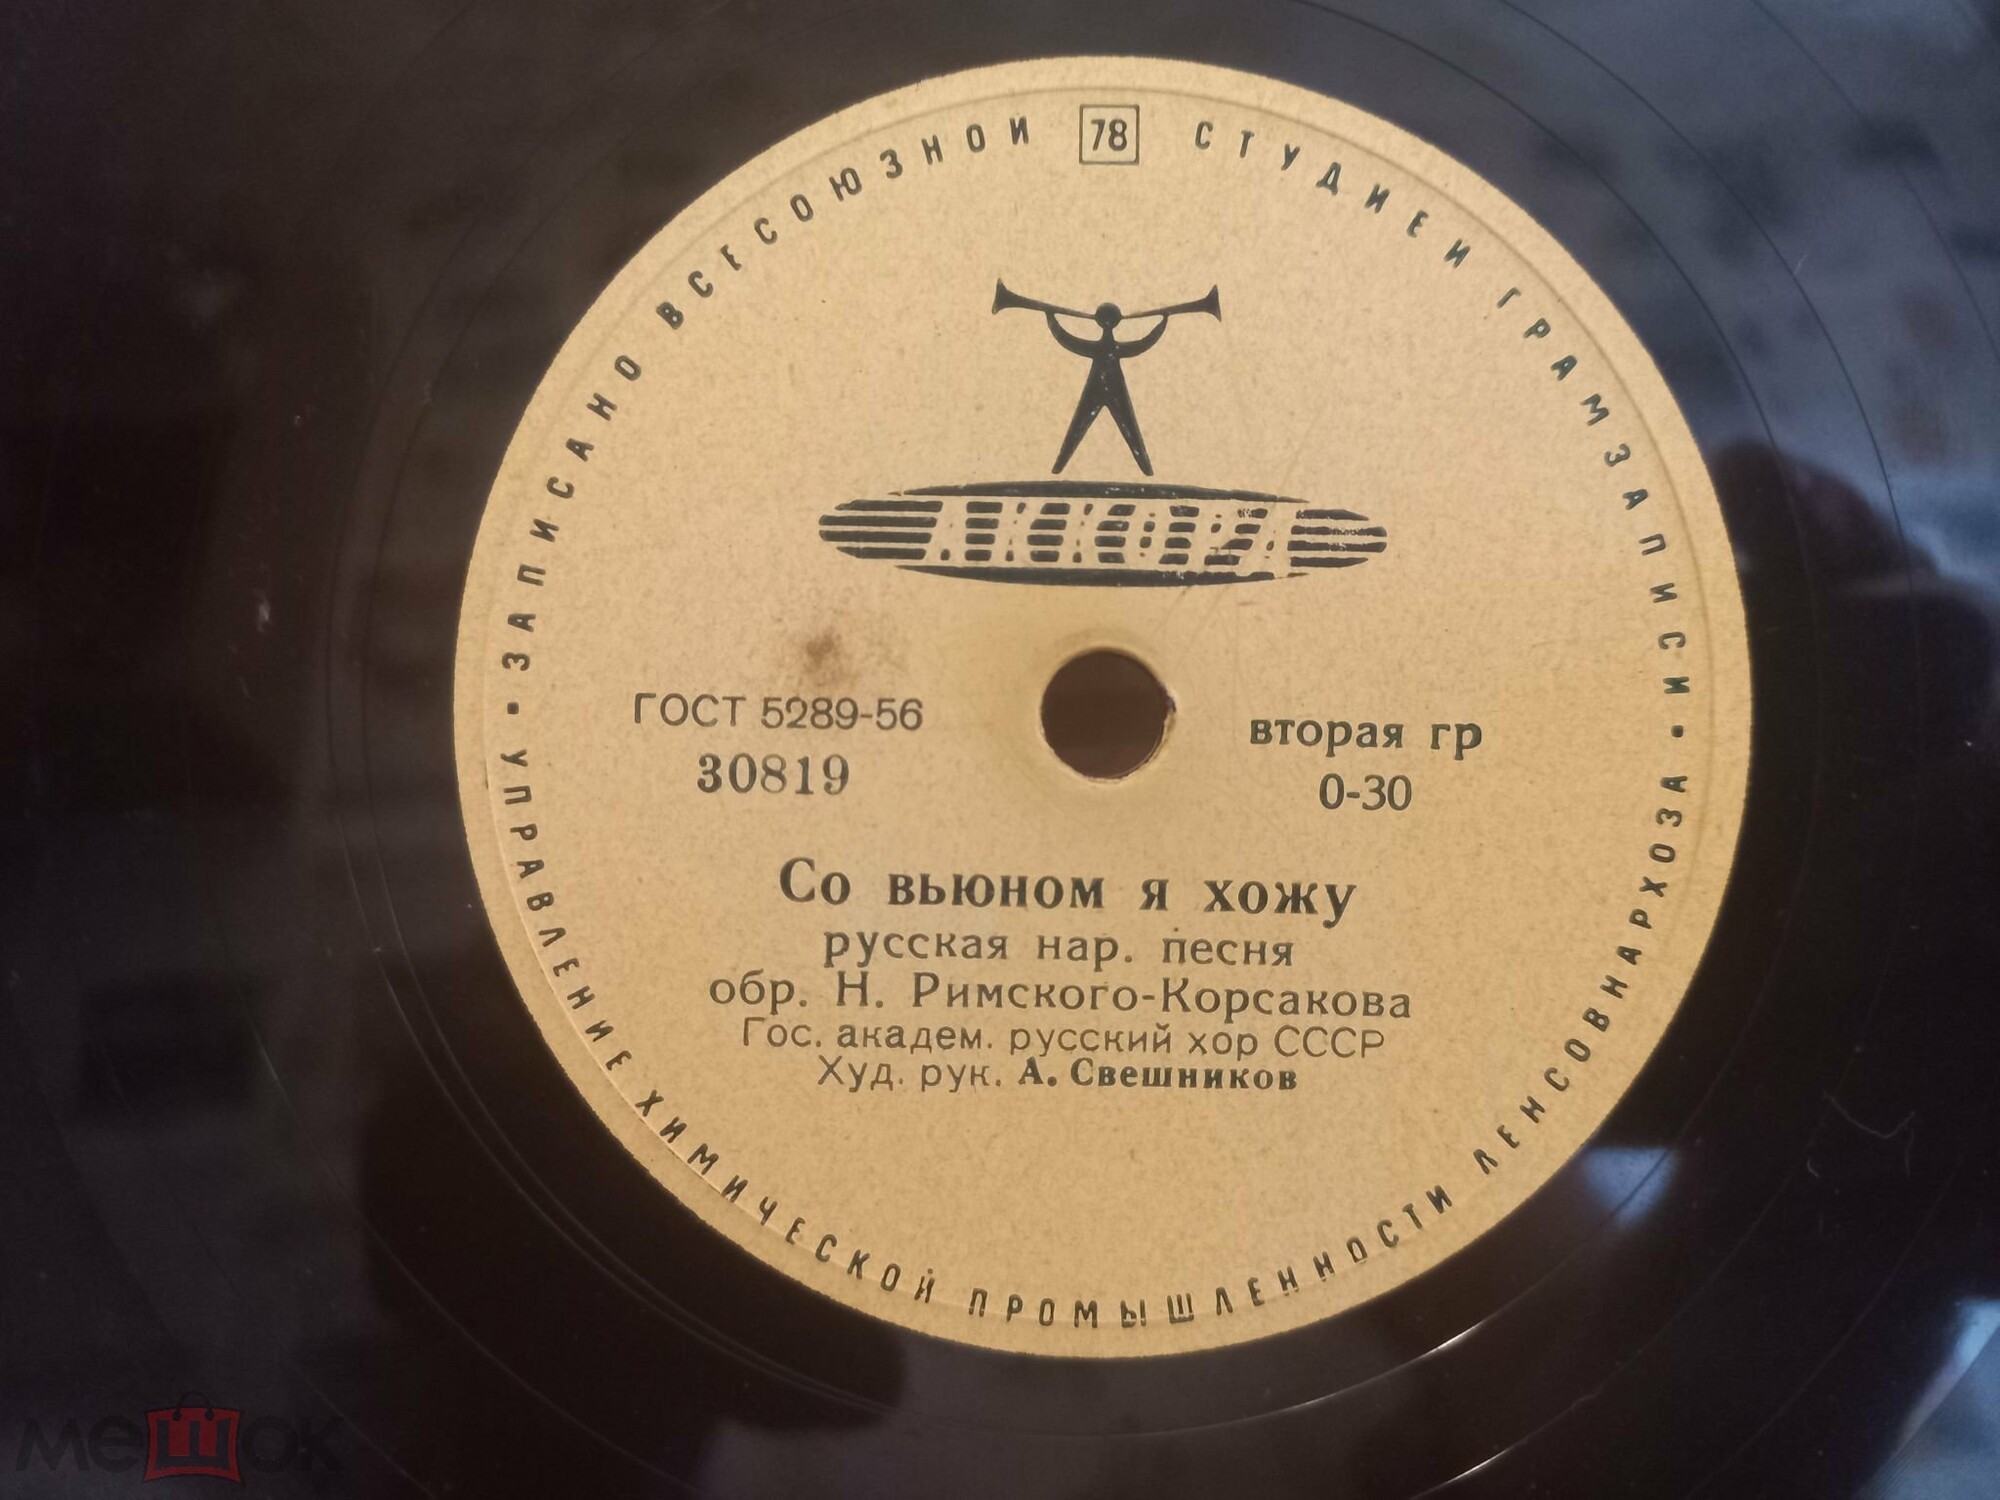 ЗАПИСАНО ВСЕСОЮЗНОЙ 78 СТУДИЕЙ ГРАМЗАПИСИ
АККОРД
ГОСТ 5289-56
30819
вторая гр
0-30
Со вьюном я хожу
русская нар. песня
обр. Н. Римского-Корсакова
Гос. академ. русский хор СССР
Худ. рук. А. Свешников
УПРАВЛЕНИЕ ХИМИЧЕСКОЙ ПРОМЫШЛЕННОСТИ ЛЕНСОВНАРХОЗА
мешок